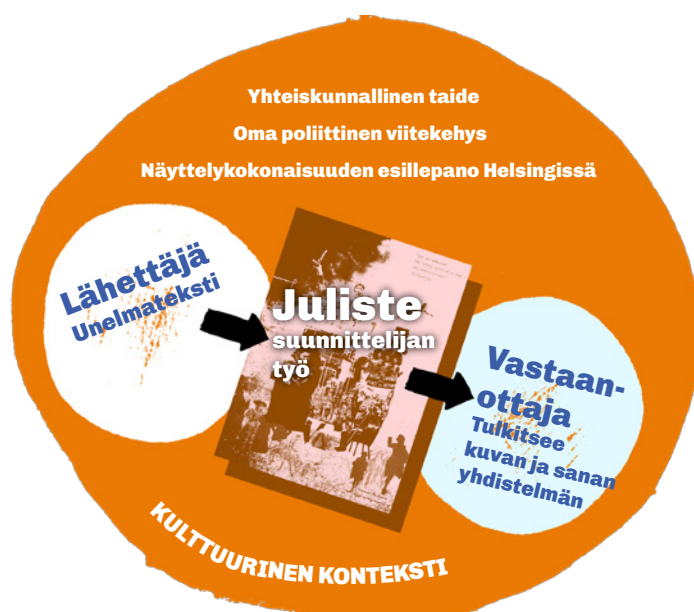 Yhteiskunnallinen taide
Oma poliittinen viitekehys
Näyttelykokonaisuuden esillepano Helsingissä
Lähettäjä
Unelmateksti
Juliste
suunnittelijan
työ
Vastaan-
ottaja
Tulkitsee
kuvan ja sanan
yhdistelmän
KULTTUURINEN KONTEKSTI